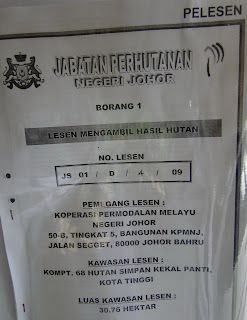 PELESEN
JABATAN PERHUTANAN
NEGERI JOHOR
BORANG 1
LESEN MENGAMBIL HASIL HUTAN
NO. LESEN
JS 01 / D / 4 / 09
PEMEGANG LESEN :
KOPERASI PERMODALAN MELAYU
NEGERI JOHOR
50-B, TINGKAT 5, BANGUNAN KPMNJ,
JALAN SEGGET, 80000 JOHOR BAHRU
KAWASAN LESEN :
KOMPT. 68 HUTAN SIMPAN KEKAL PANTI,
KOTA TINGGI
LUAS KAWASAN LESEN :
30.76 HEKTAR